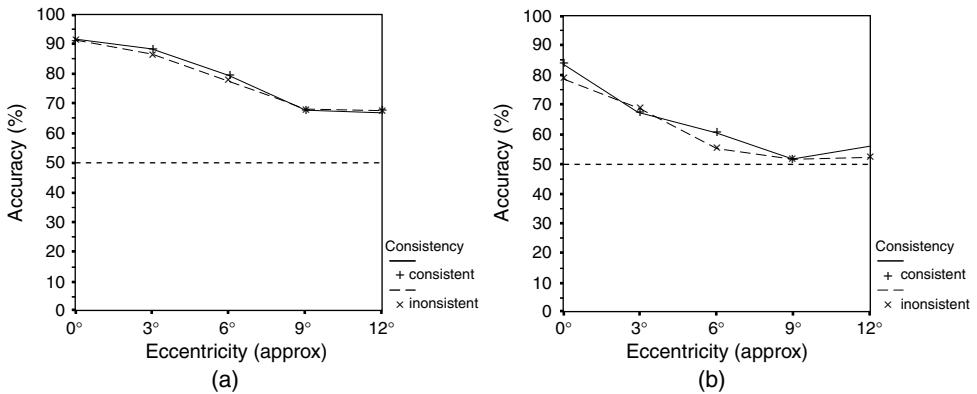 100
90
80
70
60
50
40
30
20
10
0
Accuracy (%)
0° 3° 6° 9° 12°
Eccentricity (approx)
Consistency
+ consistent
× inonsistent
(a)
100
90
80
70
60
50
40
30
20
10
0
Accuracy (%)
0° 3° 6° 9° 12°
Eccentricity (approx)
Consistency
+ consistent
× inonsistent
(b)